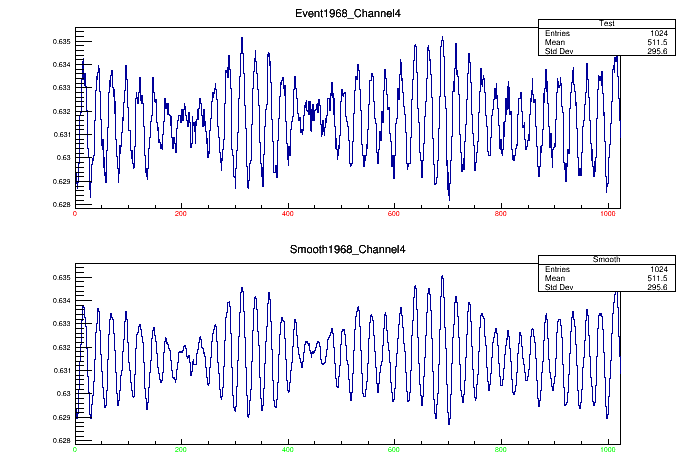 Event1968_Channel4
Test
Entries 1024
Mean 511.5
Std Dev 295.6
0.635
0.634
0.633
0.632
0.631
0.63
0.629
0.628
0 200 400 600 800 1000
Smooth1968_Channel4
Smooth
Entries 1024
Mean 511.5
Std Dev 295.6
0.635
0.634
0.633
0.632
0.631
0.63
0.629
0.628
0 200 400 600 800 1000